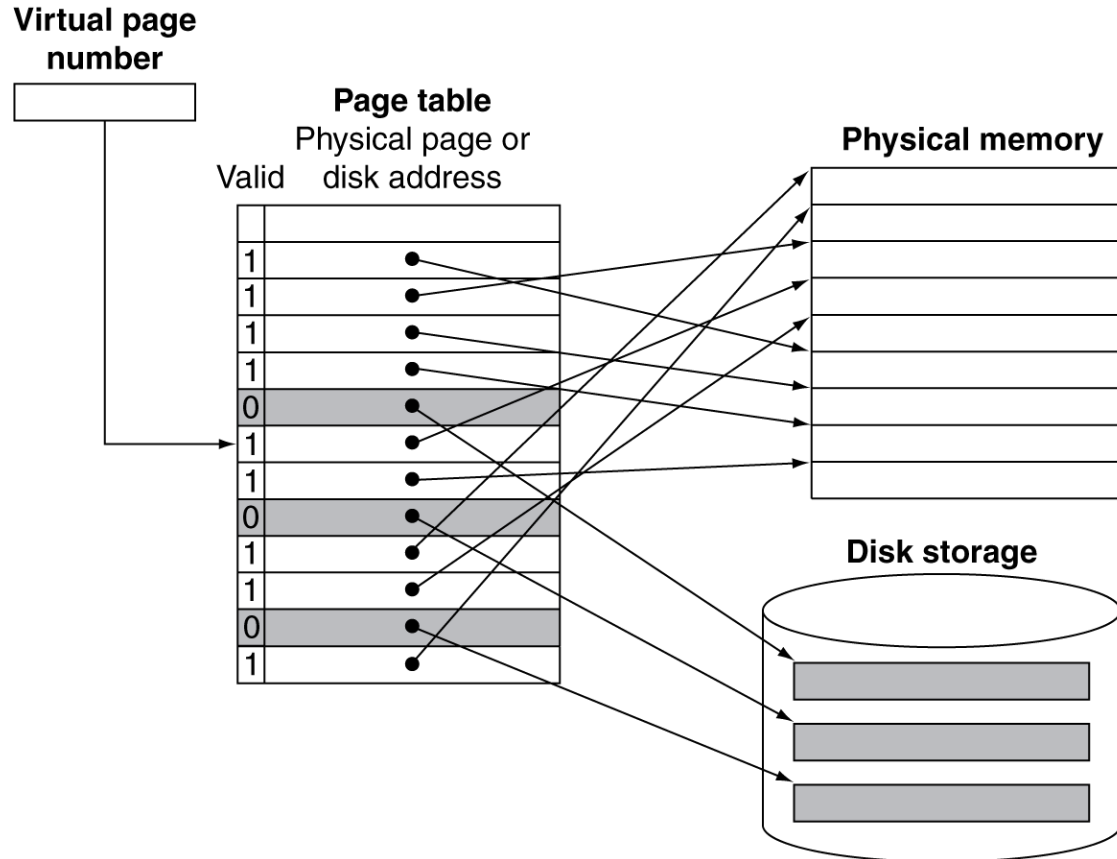 Virtual page
number
Page table
Physical page or
Valid disk address
Physical memory
1
1
1
1
0
1
1
0
1
1
0
1
Disk storage